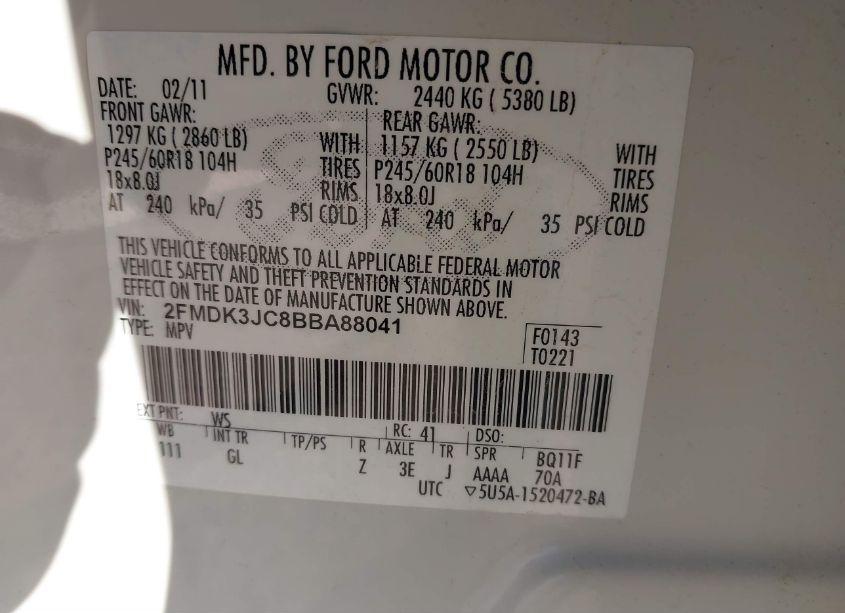 MFD. BY FORD MOTOR CO.
DATE: 02/11
GVWR: 2440 KG ( 5380 LB)
FRONT GAWR:
1297 KG ( 2860 LB) WITH
P245/60R18 104H TIRES
18x8.0J RIMS
AT 240 kPa/ 35 PSI COLD
REAR GAWR:
1157 KG ( 2550 LB) WITH
P245/60R18 104H TIRES
18x8.0J RIMS
AT 240 kPa/ 35 PSI COLD
THIS VEHICLE CONFORMS TO ALL APPLICABLE FEDERAL MOTOR
VEHICLE SAFETY AND THEFT PREVENTION STANDARDS IN
EFFECT ON THE DATE OF MANUFACTURE SHOWN ABOVE.
VIN: 2FMDK3JC8BBA88041
TYPE: MPV
F0143
T0221
EXT PNT: WS RC: 41 DSO:
WB INT TR TP/PS R AXLE TR SPR BQ11F
111 GL Z 3E J AAAA 70A
UTC ▽5U5A-1520472-BA